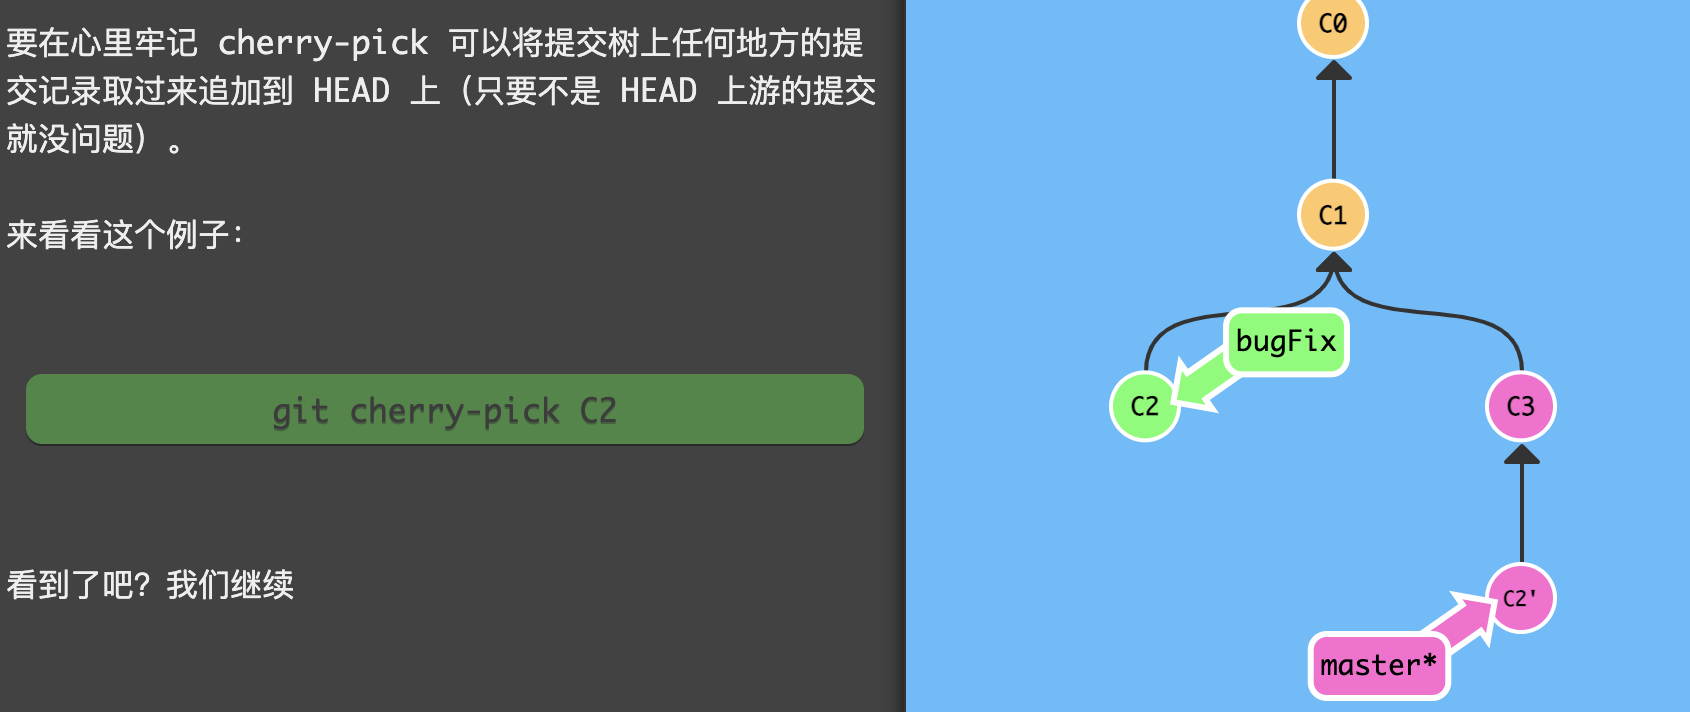 要在心里牢记 cherry-pick 可以将提交树上任何地方的提
交记录取过来追加到 HEAD 上（只要不是 HEAD 上游的提交
就没问题）。
来看看这个例子：
git cherry-pick C2
看到了吧？我们继续
C0
C1
bugFix
C2
C3
C2'
master*